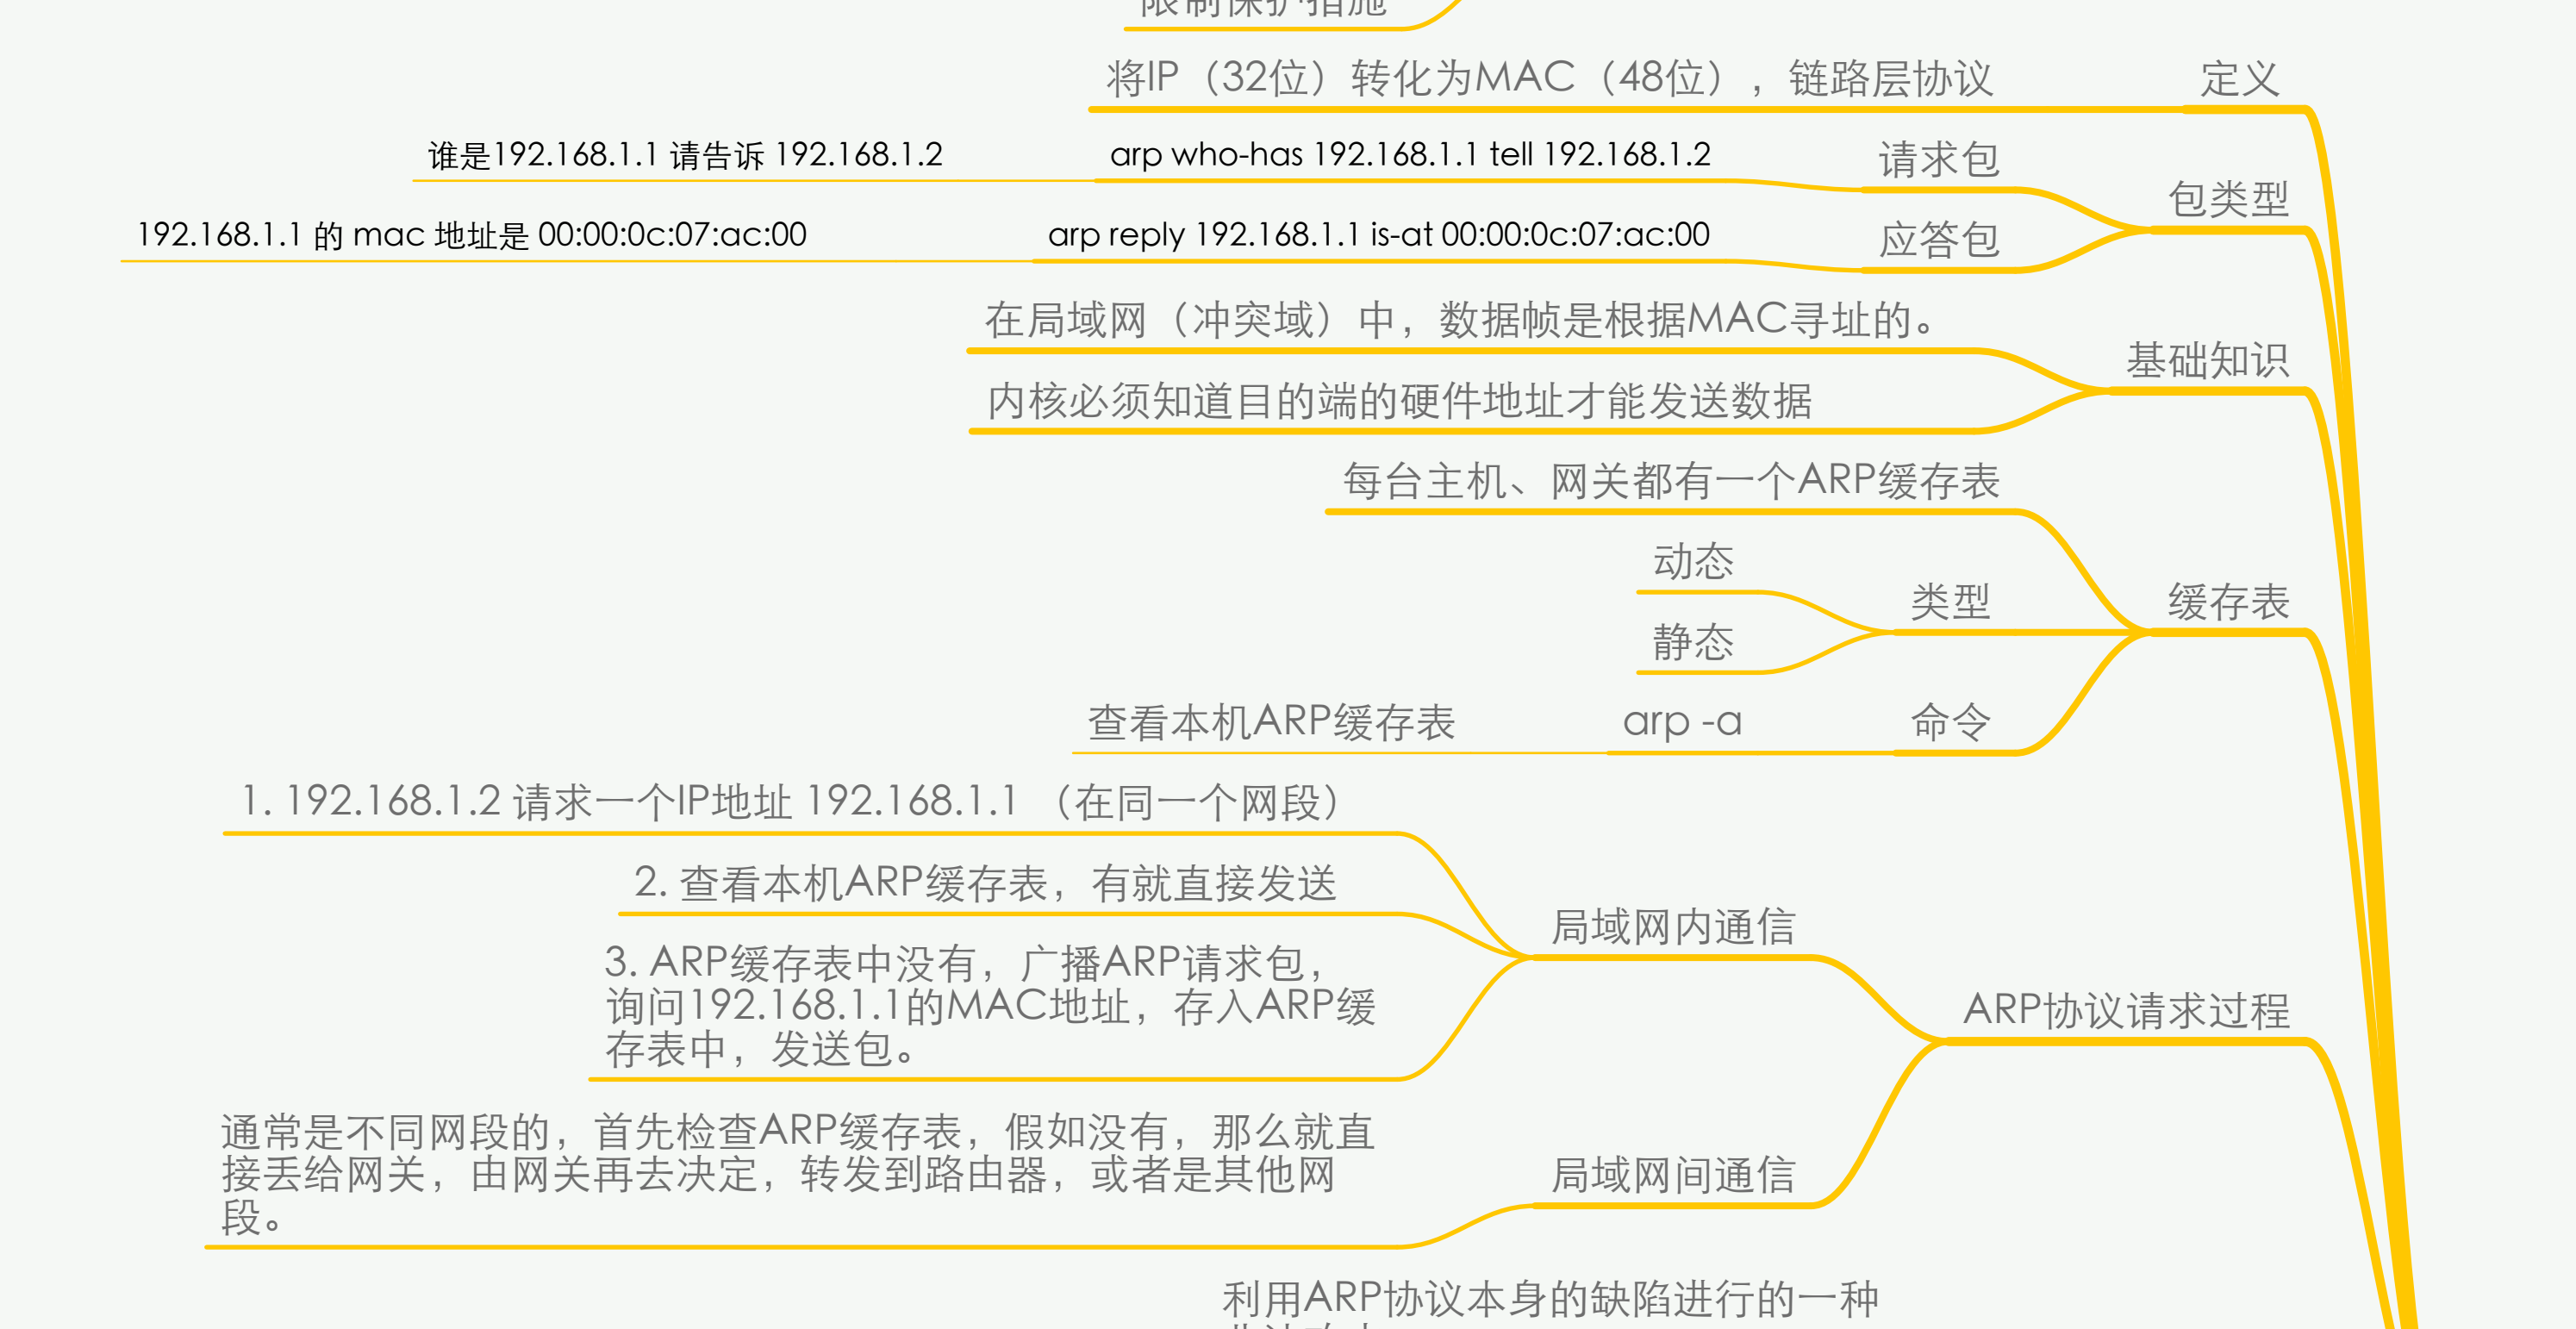 限制保护措施
将IP（32位）转化为MAC（48位），链路层协议
定义
谁是192.168.1.1 请告诉 192.168.1.2
arp who-has 192.168.1.1 tell 192.168.1.2
请求包
包类型
192.168.1.1 的 mac 地址是 00:00:0c:07:ac:00
arp reply 192.168.1.1 is-at 00:00:0c:07:ac:00
应答包
在局域网（冲突域）中，数据帧是根据MAC寻址的。
基础知识
内核必须知道目的端的硬件地址才能发送数据
每台主机、网关都有一个ARP缓存表
动态
类型
缓存表
静态
查看本机ARP缓存表
arp -a
命令
1. 192.168.1.2 请求一个IP地址 192.168.1.1 （在同一个网段）
2. 查看本机ARP缓存表，有就直接发送
局域网内通信
3. ARP缓存表中没有，广播ARP请求包，
询问192.168.1.1的MAC地址，存入ARP缓
存表中，发送包。
ARP协议请求过程
通常是不同网段的，首先检查ARP缓存表，假如没有，那么就直
接丢给网关，由网关再去决定，转发到路由器，或者是其他网
段。
局域网间通信
利用ARP协议本身的缺陷进行的一种